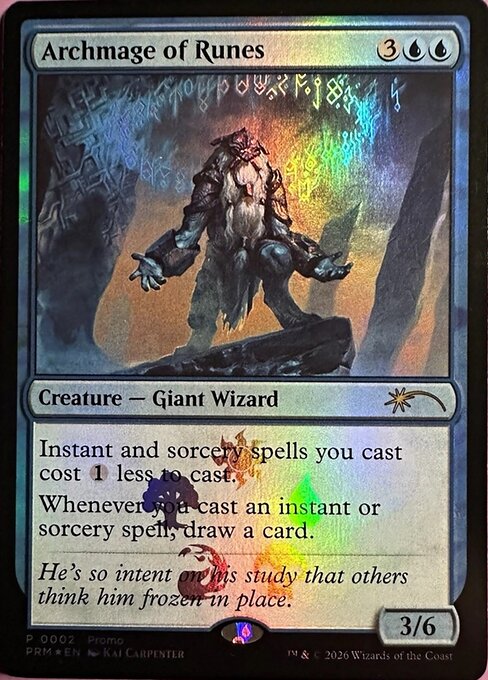 Archmage of Runes 3
Creature — Giant Wizard
Instant and sorcery spells you cast
cost 1 less to cast.
Whenever you cast an instant or
sorcery spell, draw a card.
He's so intent on his study that others
think him frozen in place.
3/6
P 0002 Promo
PRM★EN Kai Carpenter
™ & © 2026 Wizards of the Coast